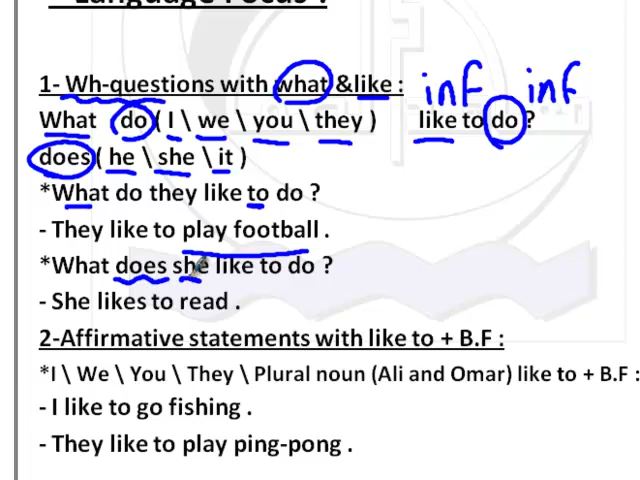 Language Focus :
1- Wh-questions with what &like : inf inf
What do ( I \ we \ you \ they ) like to do ?
does ( he \ she \ it )
*What do they like to do ?
- They like to play football .
*What does she like to do ?
- She likes to read .
2-Affirmative statements with like to + B.F :
*I \ We \ You \ They \ Plural noun (Ali and Omar) like to + B.F :
- I like to go fishing .
- They like to play ping-pong .